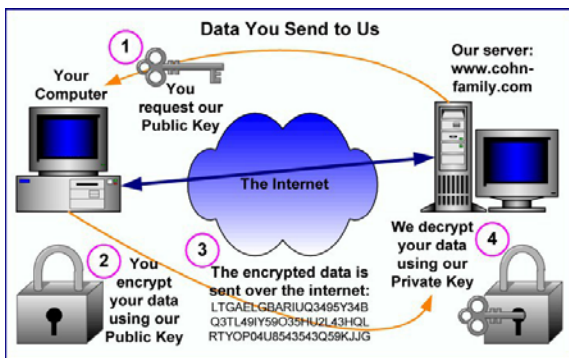 Data You Send to Us
1
Your
Computer
You
request our
Public Key
Our server:
www.cohn-
family.com
The Internet
2
You
encrypt
your data
using our
Public Key
3
The encrypted data is
sent over the internet:
LTGAELGBARIUQ3495Y34B
Q3TL49IY59O35HU2L43HQL
RTYOP04U8543543Q59KJJG
We decrypt
your data
using our
Private Key
4